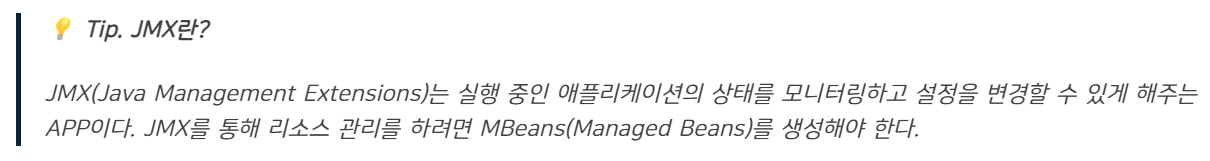 💡 Tip. JMX란?
JMX(Java Management Extensions)는 실행 중인 애플리케이션의 상태를 모니터링하고 설정을 변경할 수 있게 해주는
APP이다. JMX를 통해 리소스 관리를 하려면 MBeans(Managed Beans)를 생성해야 한다.